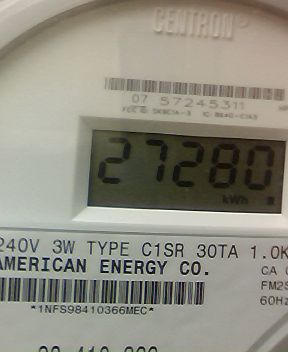 CENTRON®
07 57245311
27280
kWh
240V 3W TYPE C1SR 30TA 1.0K
AMERICAN ENERGY CO.
CA
FM2S
60Hz
*1NFS98410366MEC*